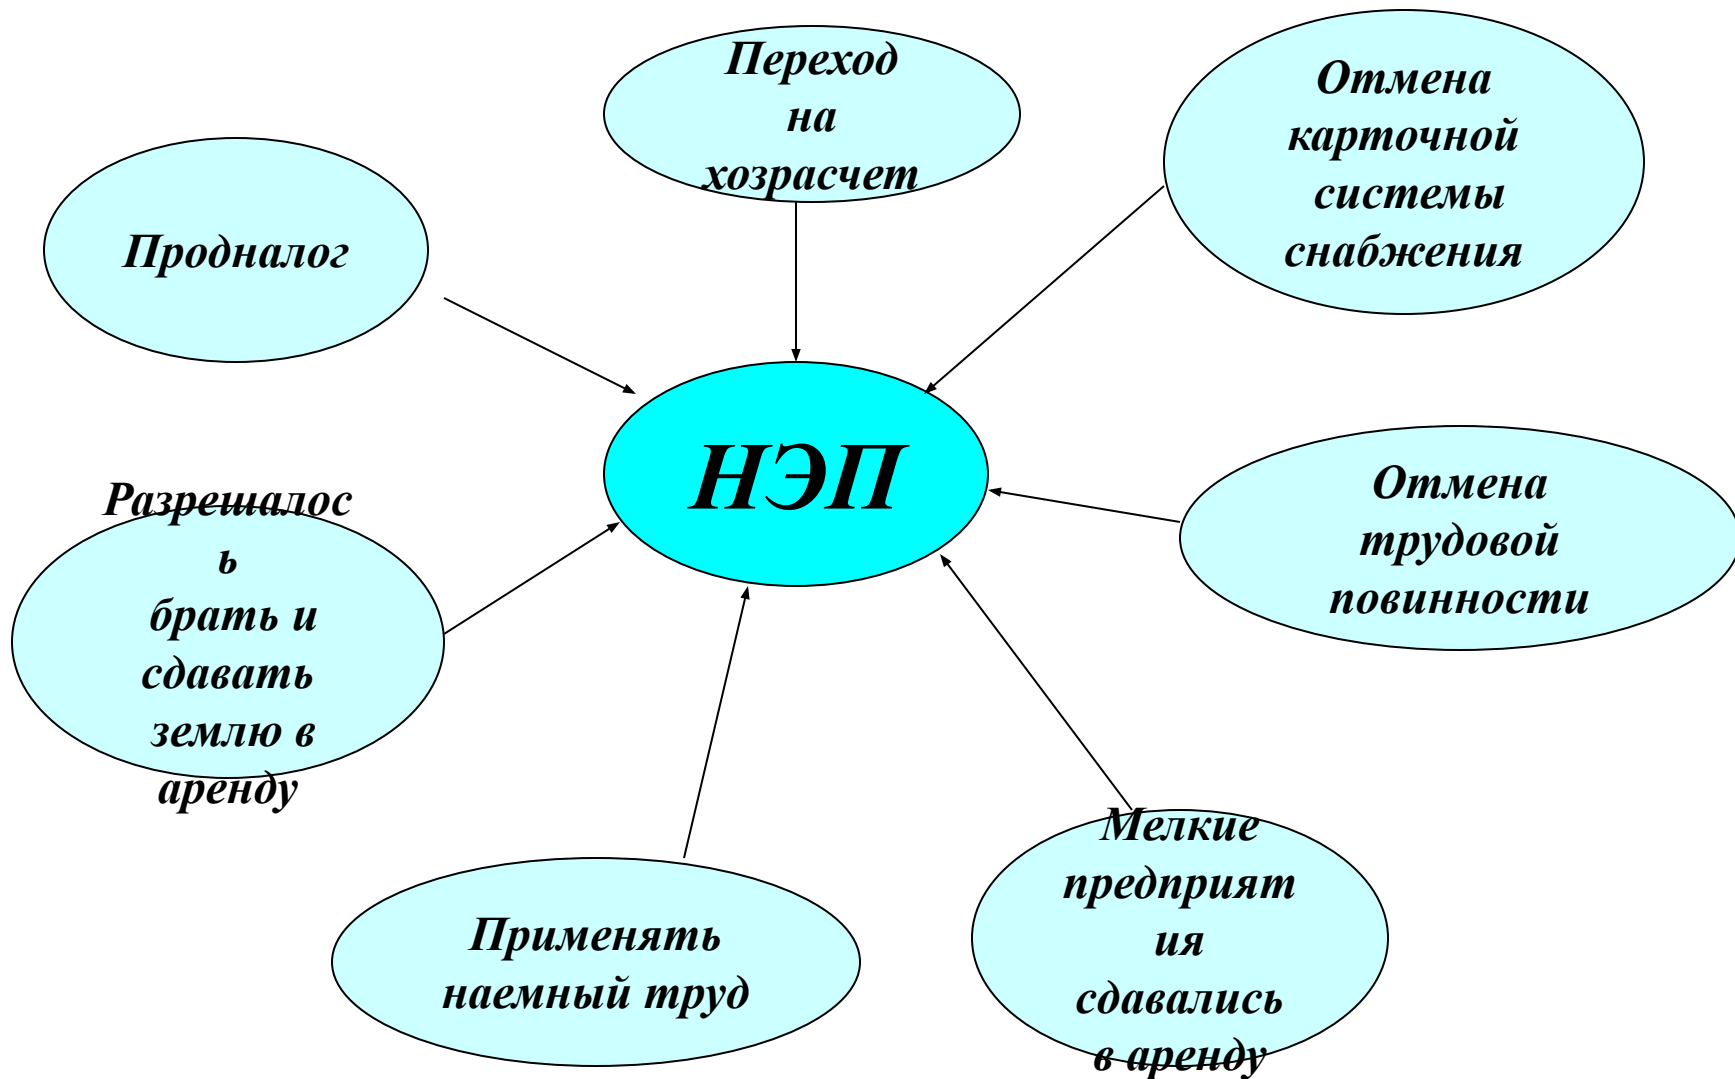 Переход
на
хозрасчет
Отмена
карточной
системы
снабжения
Продналог
НЭП
Отмена
трудовой
повинности
Разрешалос
ь
брать и
сдавать
землю в
аренду
Применять
наемный труд
Мелкие
предприят
ия
сдавались
в аренду